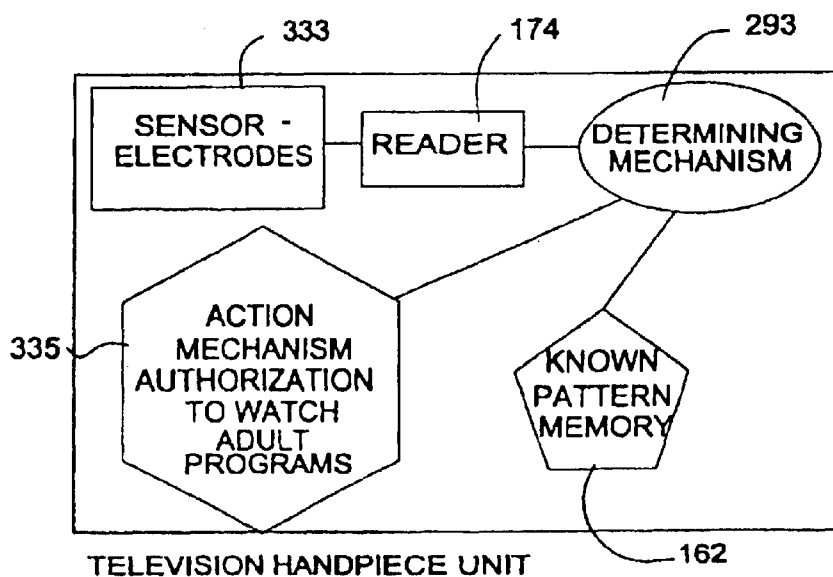 333
174
293
SENSOR -
ELECTRODES
READER
DETERMINING
MECHANISM
335
ACTION
MECHANISM
AUTHORIZATION
TO WATCH
ADULT
PROGRAMS
KNOWN
PATTERN
MEMORY
162
TELEVISION HANDPIECE UNIT